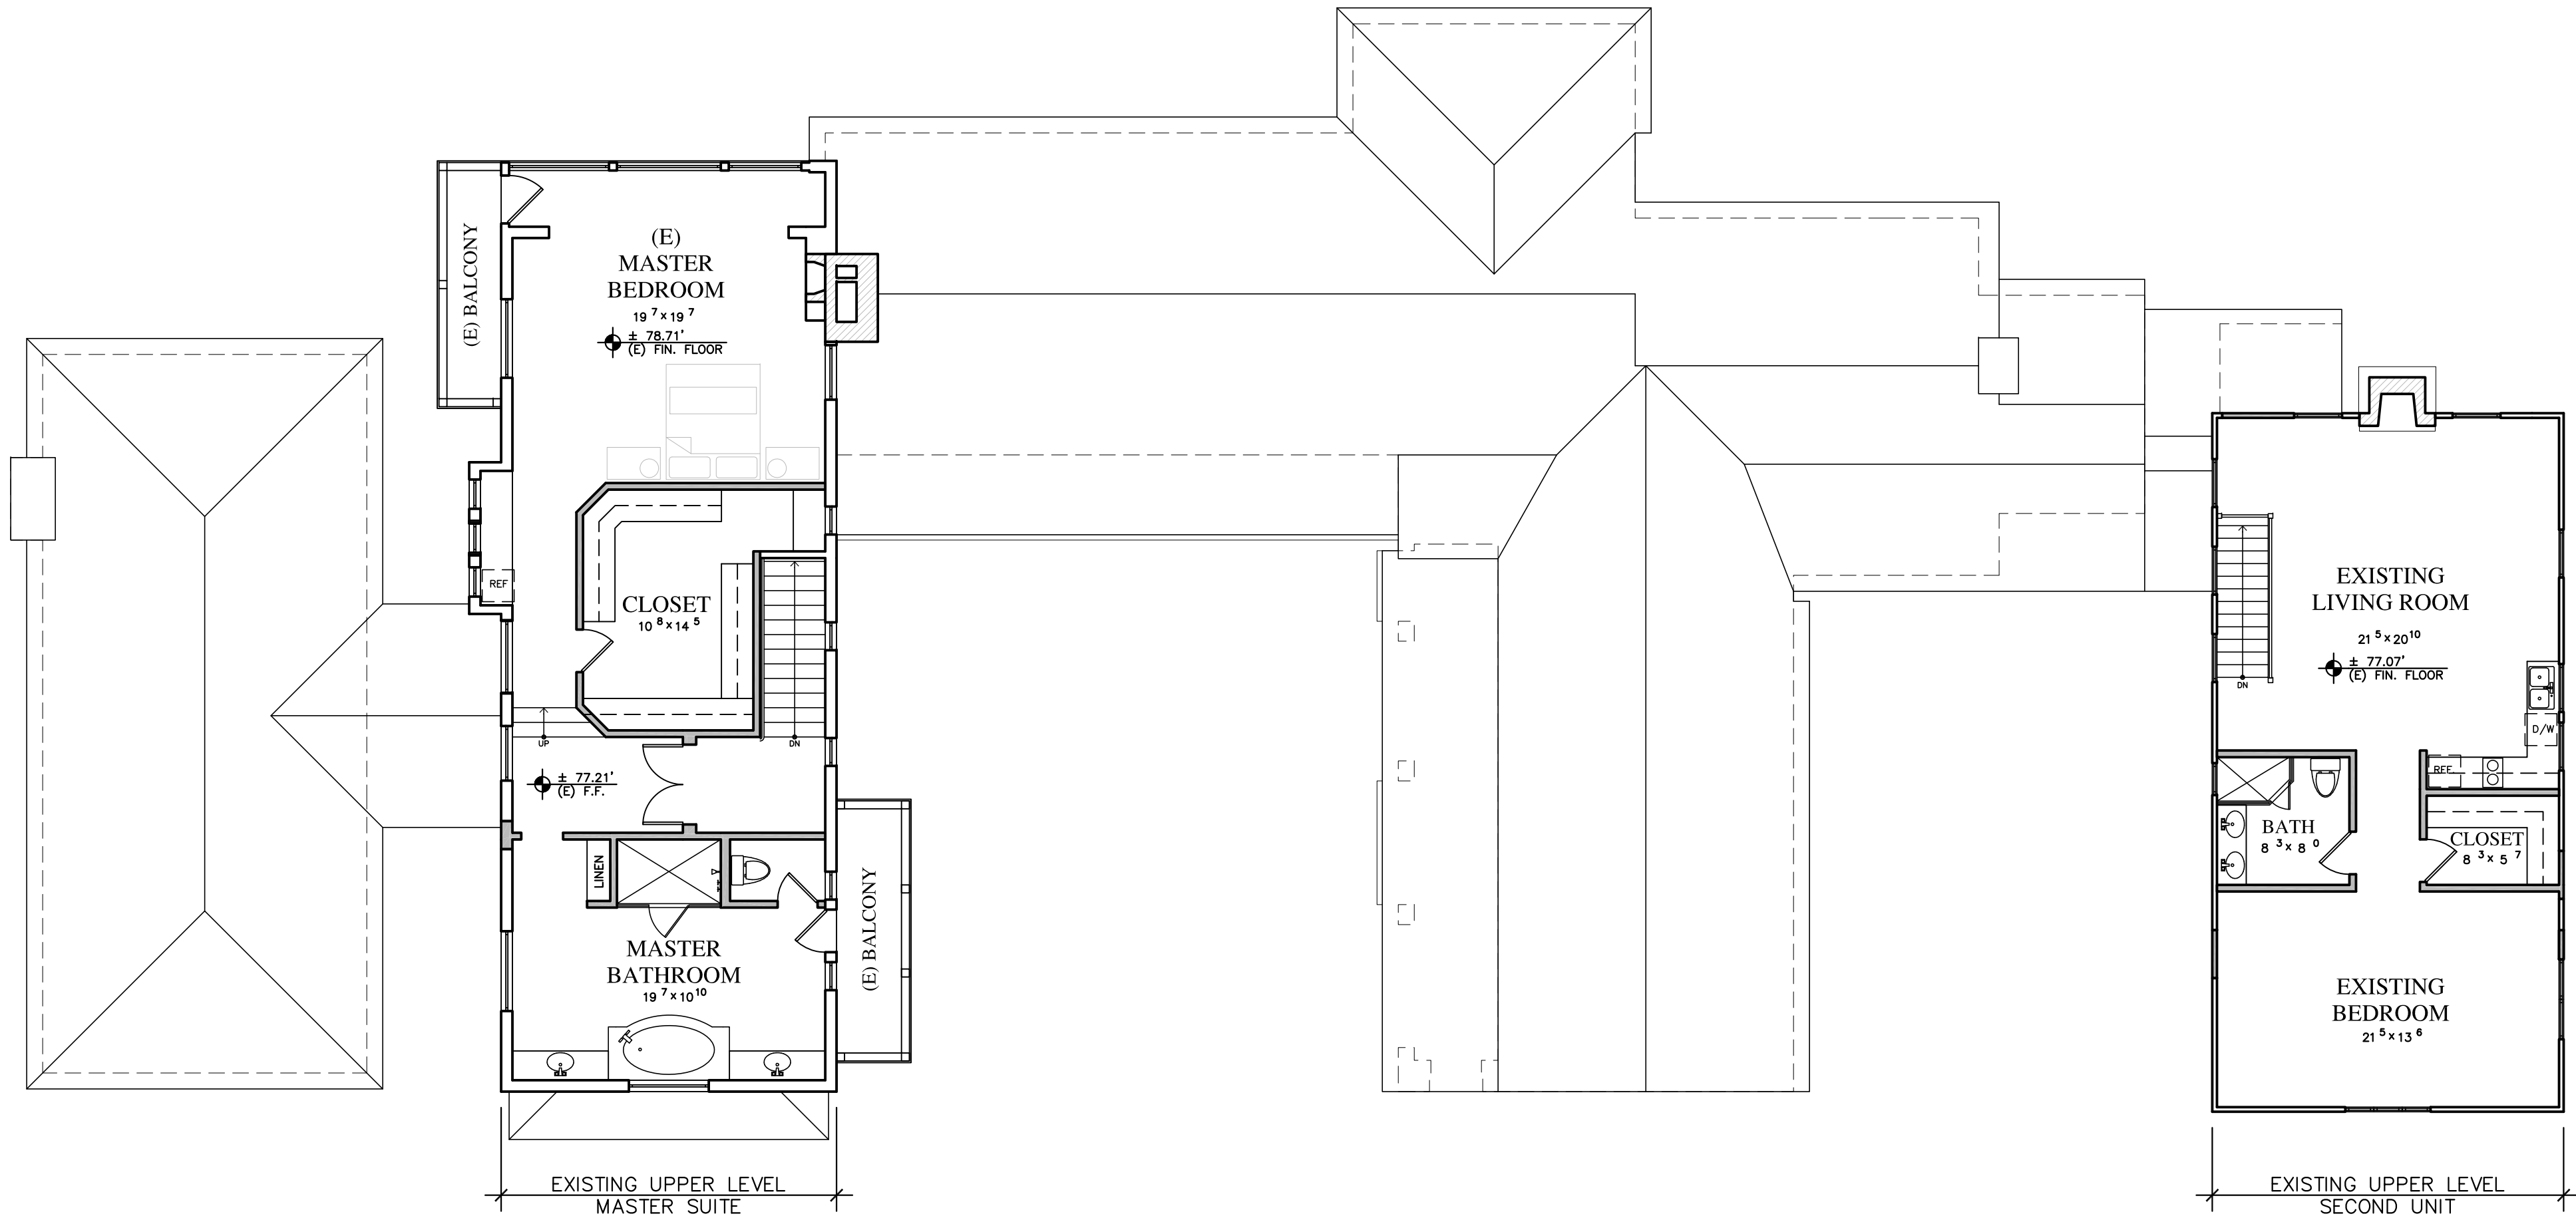 (E) BALCONY
(E)
MASTER
BEDROOM
19 7 x 19 7
± 78.71'
(E) FIN. FLOOR
REF
CLOSET
10 8 x 14 5
UP
DN
± 77.21'
(E) F.F.
LINEN
MASTER
BATHROOM
19 7 x 10 10
(E) BALCONY
EXISTING UPPER LEVEL
MASTER SUITE
EXISTING
LIVING ROOM
21 5 x 20 10
± 77.07'
(E) FIN. FLOOR
DN
D/W
REF.
BATH
8 3 x 8 0
CLOSET
8 3 x 5 7
EXISTING
BEDROOM
21 5 x 13 6
EXISTING UPPER LEVEL
SECOND UNIT